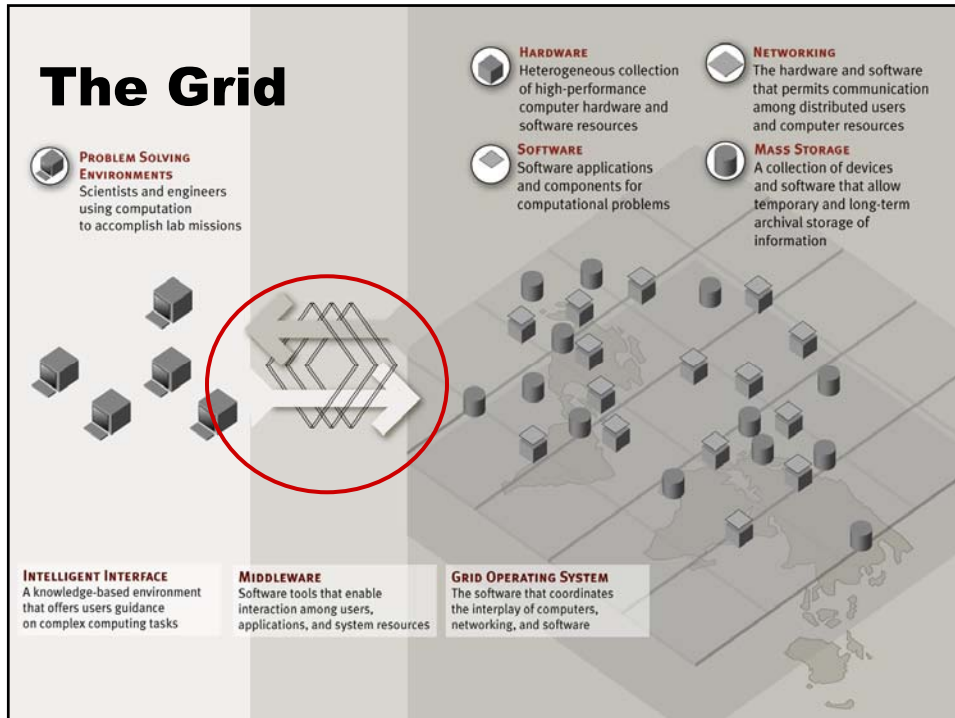 The Grid
PROBLEM SOLVING
ENVIRONMENTS
Scientists and engineers
using computation
to accomplish lab missions
HARDWARE
Heterogeneous collection
of high-performance
computer hardware and
software resources
SOFTWARE
Software applications
and components for
computational problems
NETWORKING
The hardware and software
that permits communication
among distributed users
and computer resources
MASS STORAGE
A collection of devices
and software that allow
temporary and long-term
archival storage of
information
INTELLIGENT INTERFACE
A knowledge-based environment
that offers users guidance
on complex computing tasks
MIDDLEWARE
Software tools that enable
interaction among users,
applications, and system resources
GRID OPERATING SYSTEM
The software that coordinates
the interplay of computers,
networking, and software